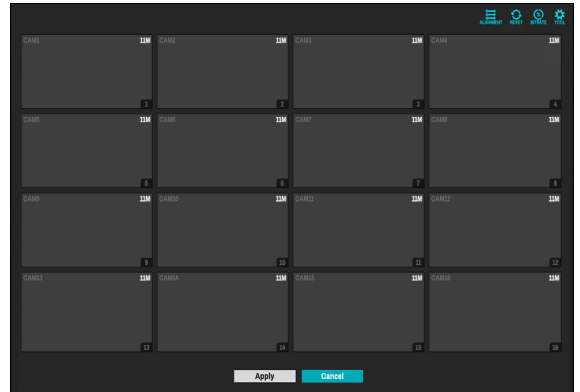 ALIGNMENT RESET BITRATE TOOL
CAM1 11M CAM2 11M CAM3 11M CAM4 11M
1 2 3 4
CAM5 11M CAM6 11M CAM7 11M CAM8 11M
5 6 7 8
CAM9 11M CAM10 11M CAM11 11M CAM12 11M
9 10 11 12
CAM13 11M CAM14 11M CAM15 11M CAM16 11M
13 14 15 16
Apply Cancel